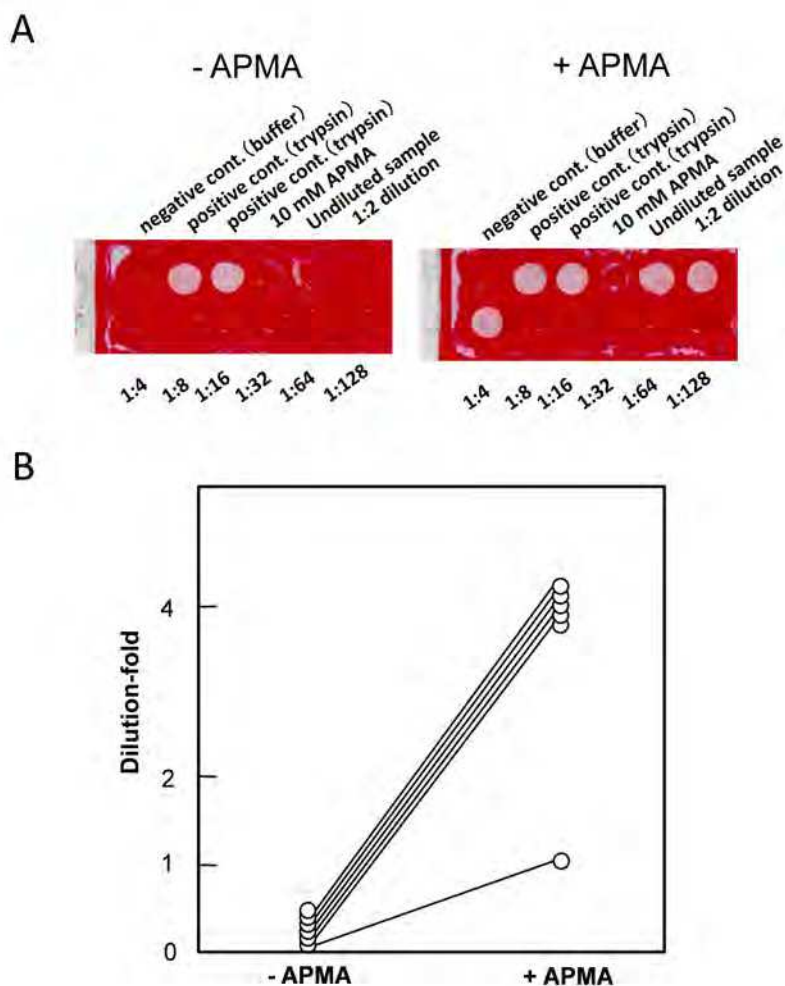 A
- APMA
+ APMA
negative cont. (buffer)
positive cont. (trypsin)
positive cont. (trypsin)
10 mM APMA
Undiluted sample
1:2 dilution
negative cont. (buffer)
positive cont. (trypsin)
positive cont. (trypsin)
10 mM APMA
Undiluted sample
1:2 dilution
1:4 1:8 1:16 1:32 1:64 1:128
1:4 1:8 1:16 1:32 1:64 1:128
B
Dilution-fold
4
2
1
0
- APMA
+ APMA